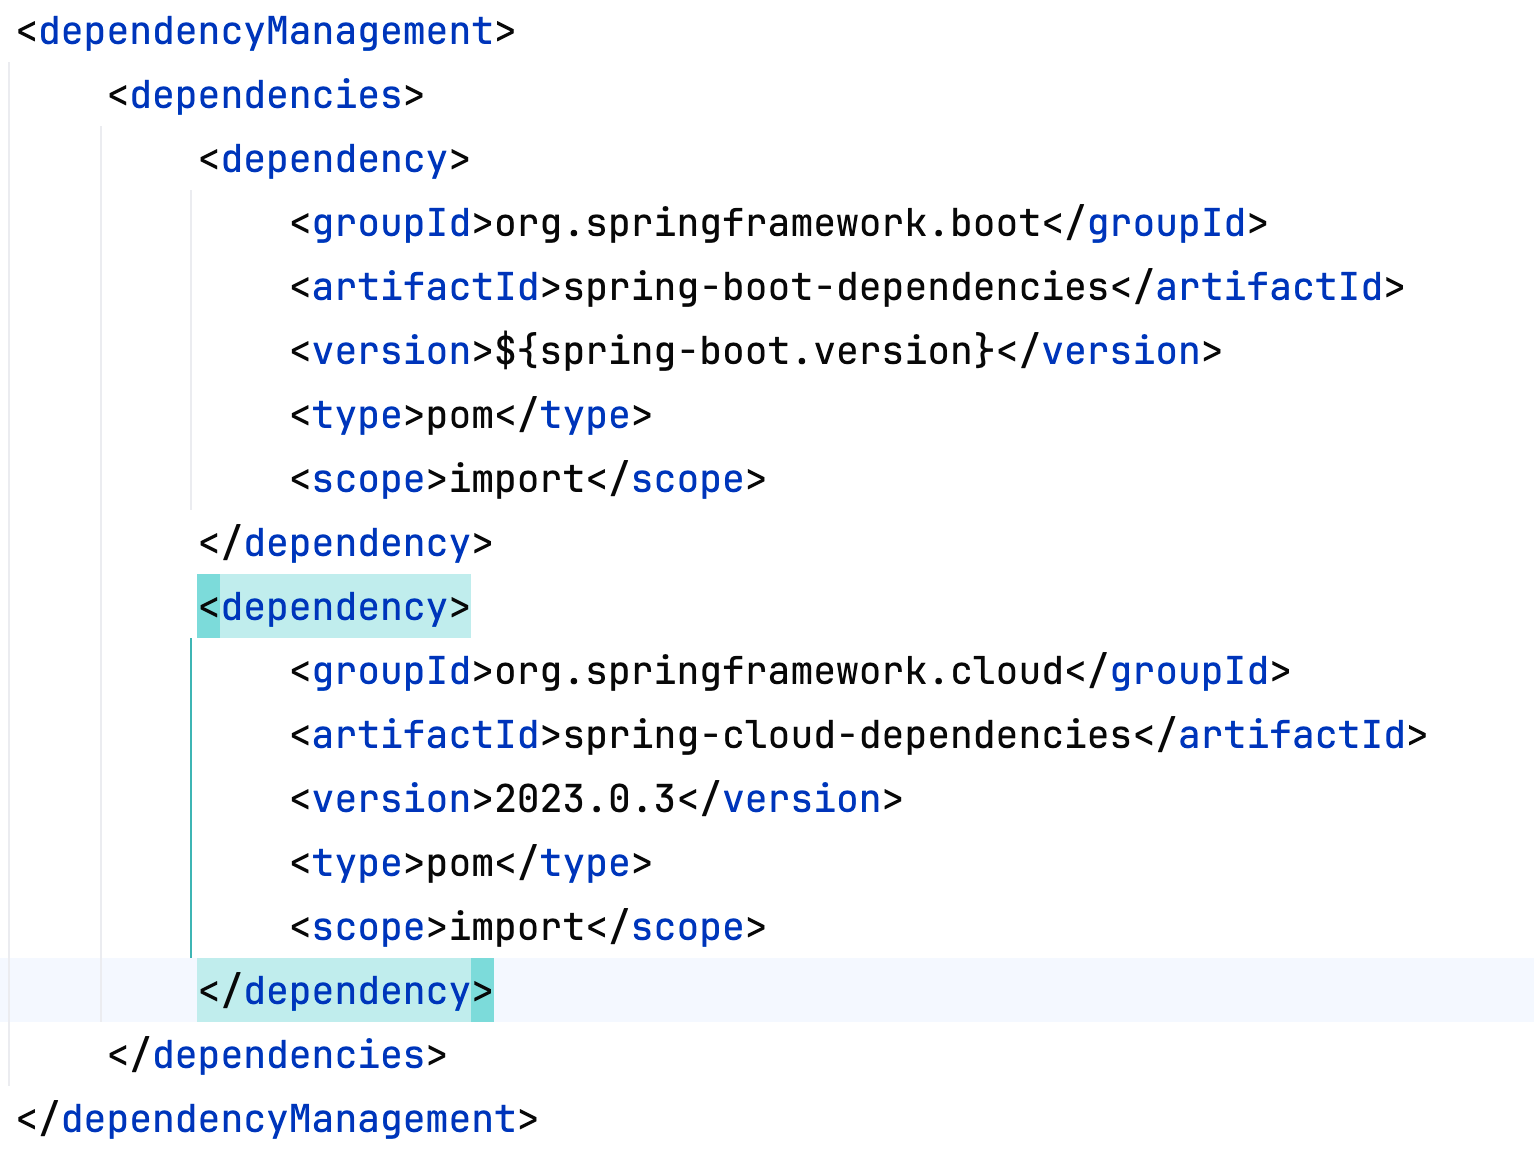 <dependencyManagement>
<dependencies>
<dependency>
<groupId>org.springframework.boot</groupId>
<artifactId>spring-boot-dependencies</artifactId>
<version>${spring-boot.version}</version>
<type>pom</type>
<scope>import</scope>
</dependency>
<dependency>
<groupId>org.springframework.cloud</groupId>
<artifactId>spring-cloud-dependencies</artifactId>
<version>2023.0.3</version>
<type>pom</type>
<scope>import</scope>
</dependency>
</dependencies>
</dependencyManagement>